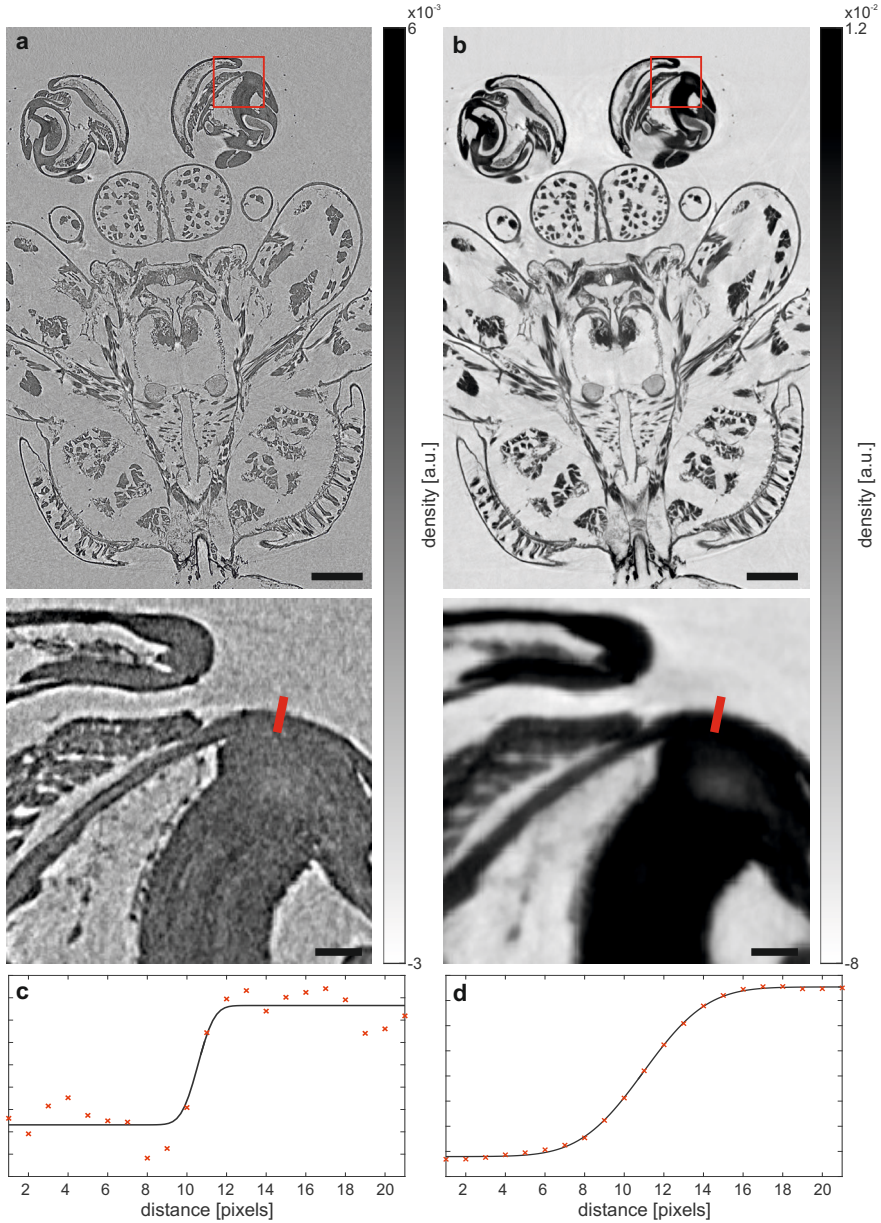 a
x10⁻³
6
density [a.u.]
-3
b
x10⁻²
1.2
density [a.u.]
-8
c
2 4 6 8 10 12 14 16 18 20
distance [pixels]
d
2 4 6 8 10 12 14 16 18 20
distance [pixels]